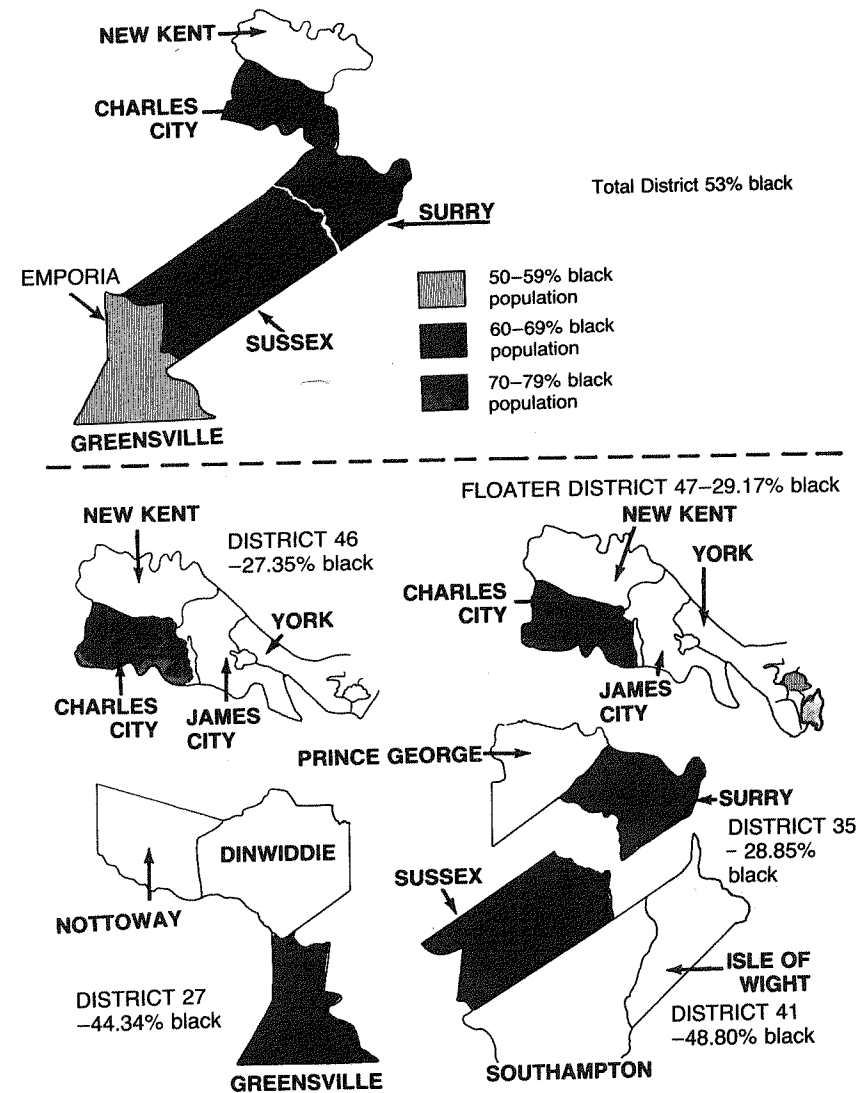 NEW KENT
CHARLES
CITY
Total District 53% black
SURRY
EMPORIA
50–59% black
population
60–69% black
population
SUSSEX
70–79% black
population
GREENSVILLE
FLOATER DISTRICT 47–29.17% black
NEW KENT
NEW KENT
DISTRICT 46
–27.35% black
YORK
CHARLES
CITY
YORK
CHARLES
CITY
JAMES
CITY
JAMES
CITY
PRINCE GEORGE
SURRY
DISTRICT 35
– 28.85%
black
DINWIDDIE
SUSSEX
NOTTOWAY
ISLE OF
WIGHT
DISTRICT 27
–44.34% black
DISTRICT 41
–48.80% black
SOUTHAMPTON
GREENSVILLE